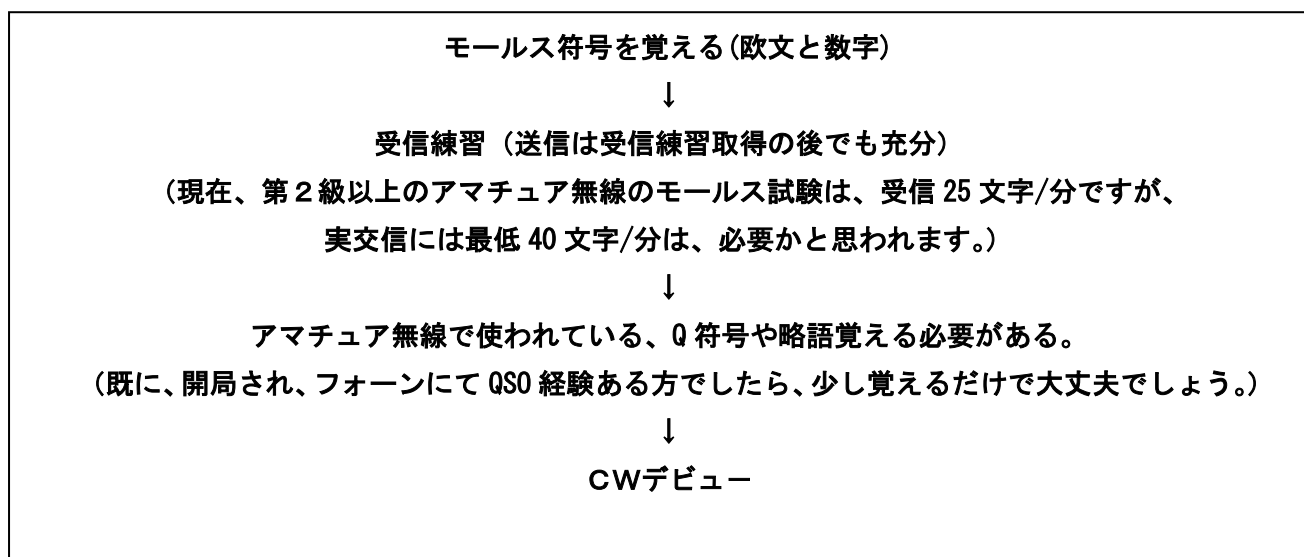 モールス符号を覚える(欧文と数字)
↓
受信練習（送信は受信練習取得の後でも充分）
（現在、第２級以上のアマチュア無線のモールス試験は、受信 25 文字/分ですが、
実交信には最低 40 文字/分は、必要かと思われます。）
↓
アマチュア無線で使われている、Q 符号や略語覚える必要がある。
（既に、開局され、フォーンにて QSO 経験ある方でしたら、少し覚えるだけで大丈夫でしょう。）
↓
ＣＷデビュー